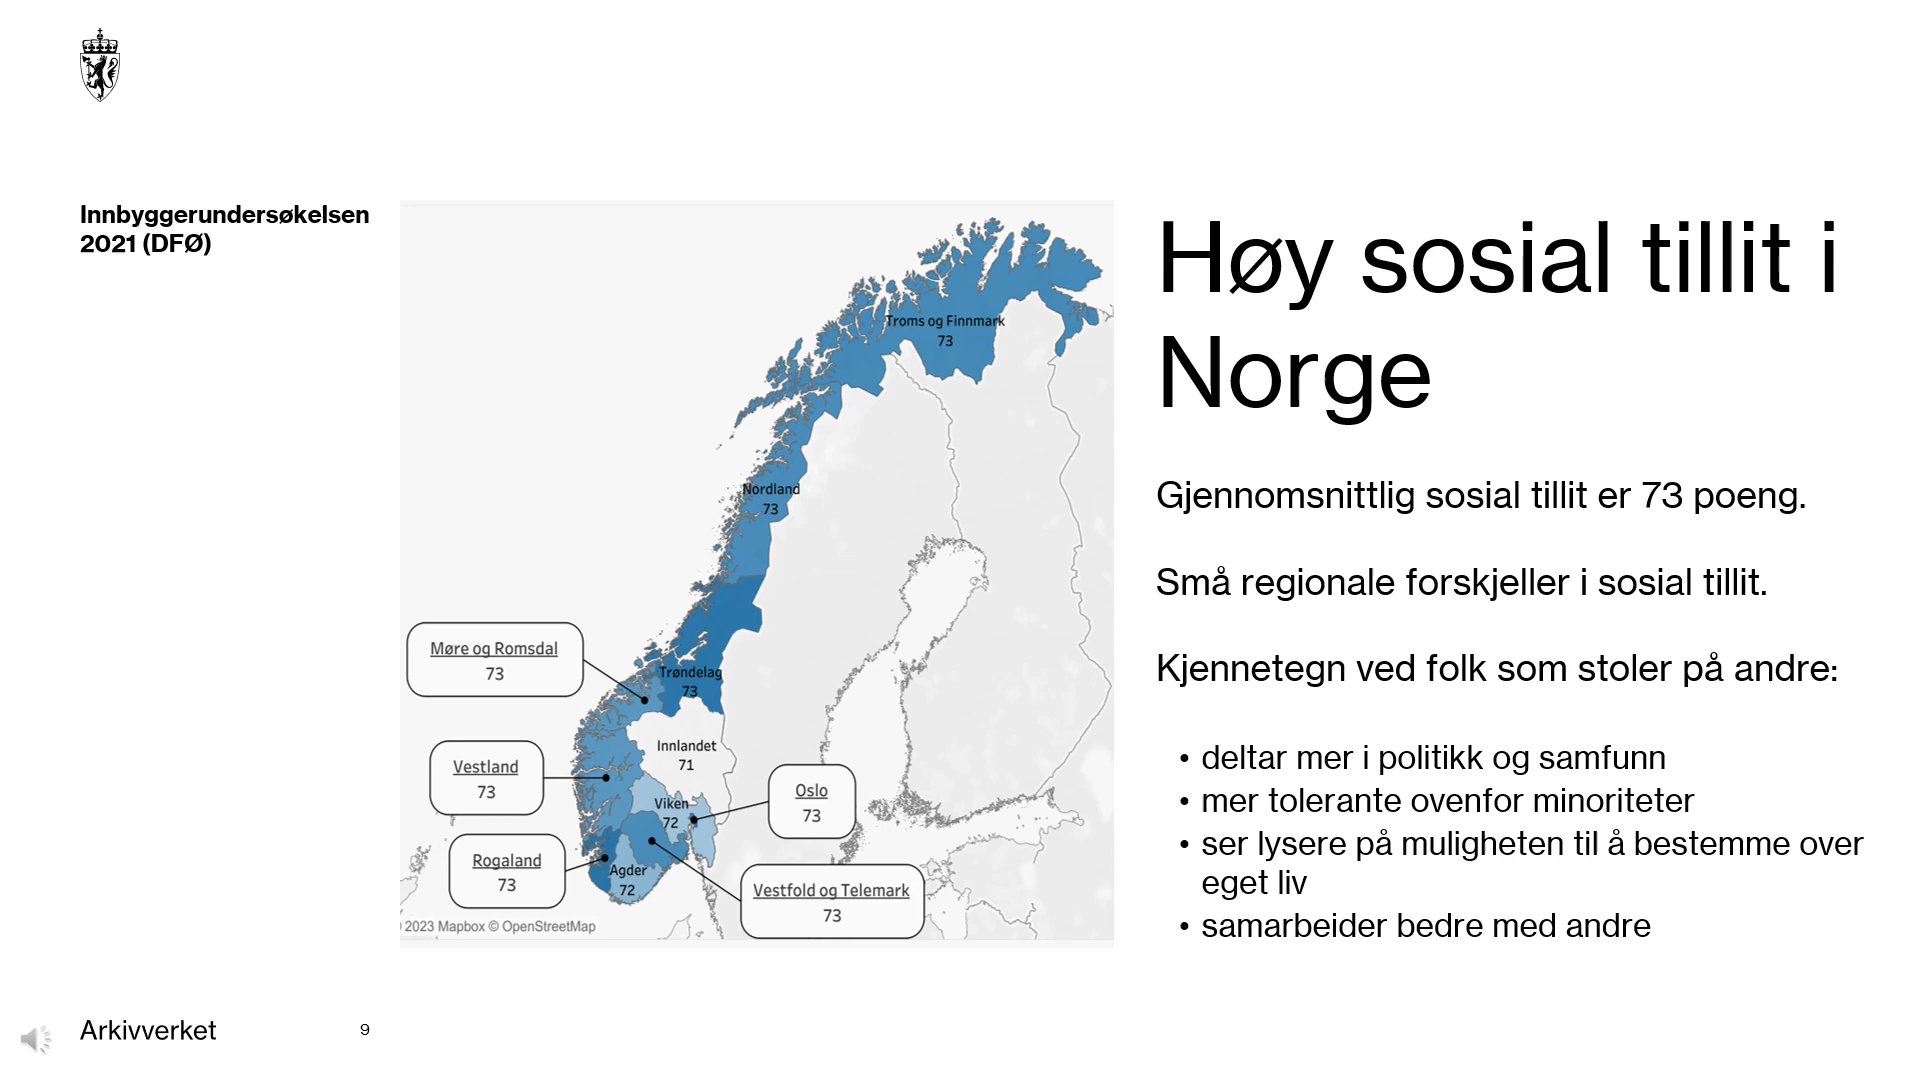 Innbyggerundersøkelsen
2021 (DFØ)
Troms og Finnmark
73
Nordland
73
Møre og Romsdal
73
Trøndelag
73
Innlandet
71
Vestland
73
Viken
72
Oslo
73
Rogaland
73
Agder
72
Vestfold og Telemark
73
2023 Mapbox © OpenStreetMap
Høy sosial tillit i
Norge
Gjennomsnittlig sosial tillit er 73 poeng.
Små regionale forskjeller i sosial tillit.
Kjennetegn ved folk som stoler på andre:
• deltar mer i politikk og samfunn
• mer tolerante ovenfor minoriteter
• ser lysere på muligheten til å bestemme over
eget liv
• samarbeider bedre med andre
Arkivverket
9